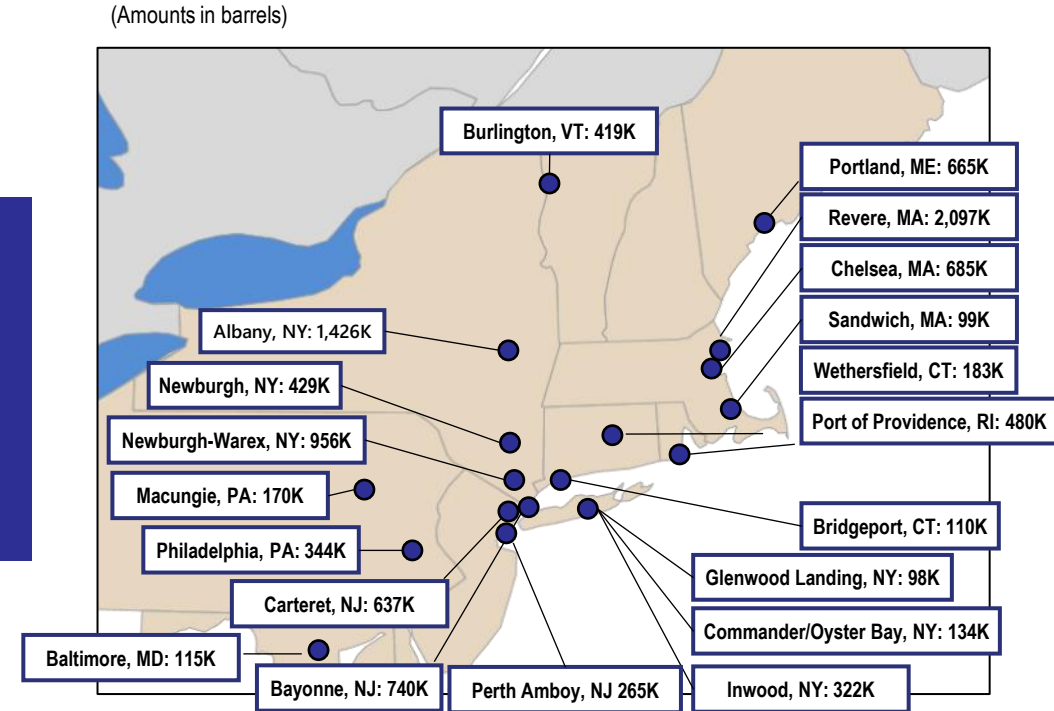 (Amounts in barrels)
Burlington, VT: 419K
Portland, ME: 665K
Revere, MA: 2,097K
Chelsea, MA: 685K
Sandwich, MA: 99K
Albany, NY: 1,426K
Wethersfield, CT: 183K
Newburgh, NY: 429K
Port of Providence, RI: 480K
Newburgh-Warex, NY: 956K
Macungie, PA: 170K
Bridgeport, CT: 110K
Philadelphia, PA: 344K
Glenwood Landing, NY: 98K
Carteret, NJ: 637K
Commander/Oyster Bay, NY: 134K
Baltimore, MD: 115K
Bayonne, NJ: 740K
Perth Amboy, NJ 265K
Inwood, NY: 322K